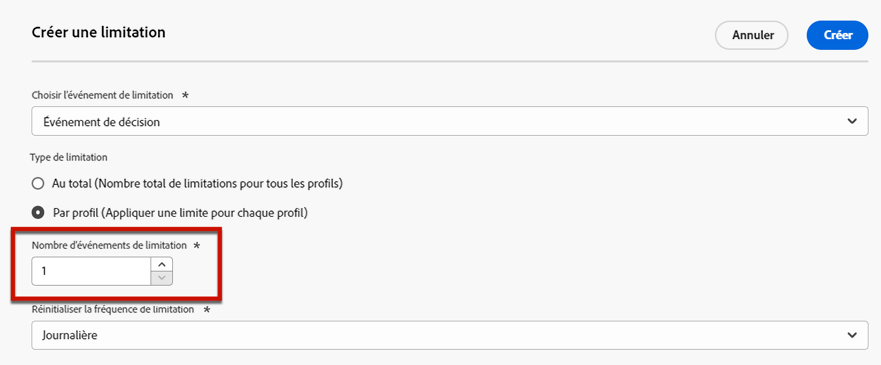 Créer une limitation
Annuler
Créer
Choisir l'événement de limitation *
Événement de décision
Type de limitation
Au total (Nombre total de limitations pour tous les profils)
Par profil (Appliquer une limite pour chaque profil)
Nombre d'événements de limitation *
1
Réinitialiser la fréquence de limitation *
Journalière